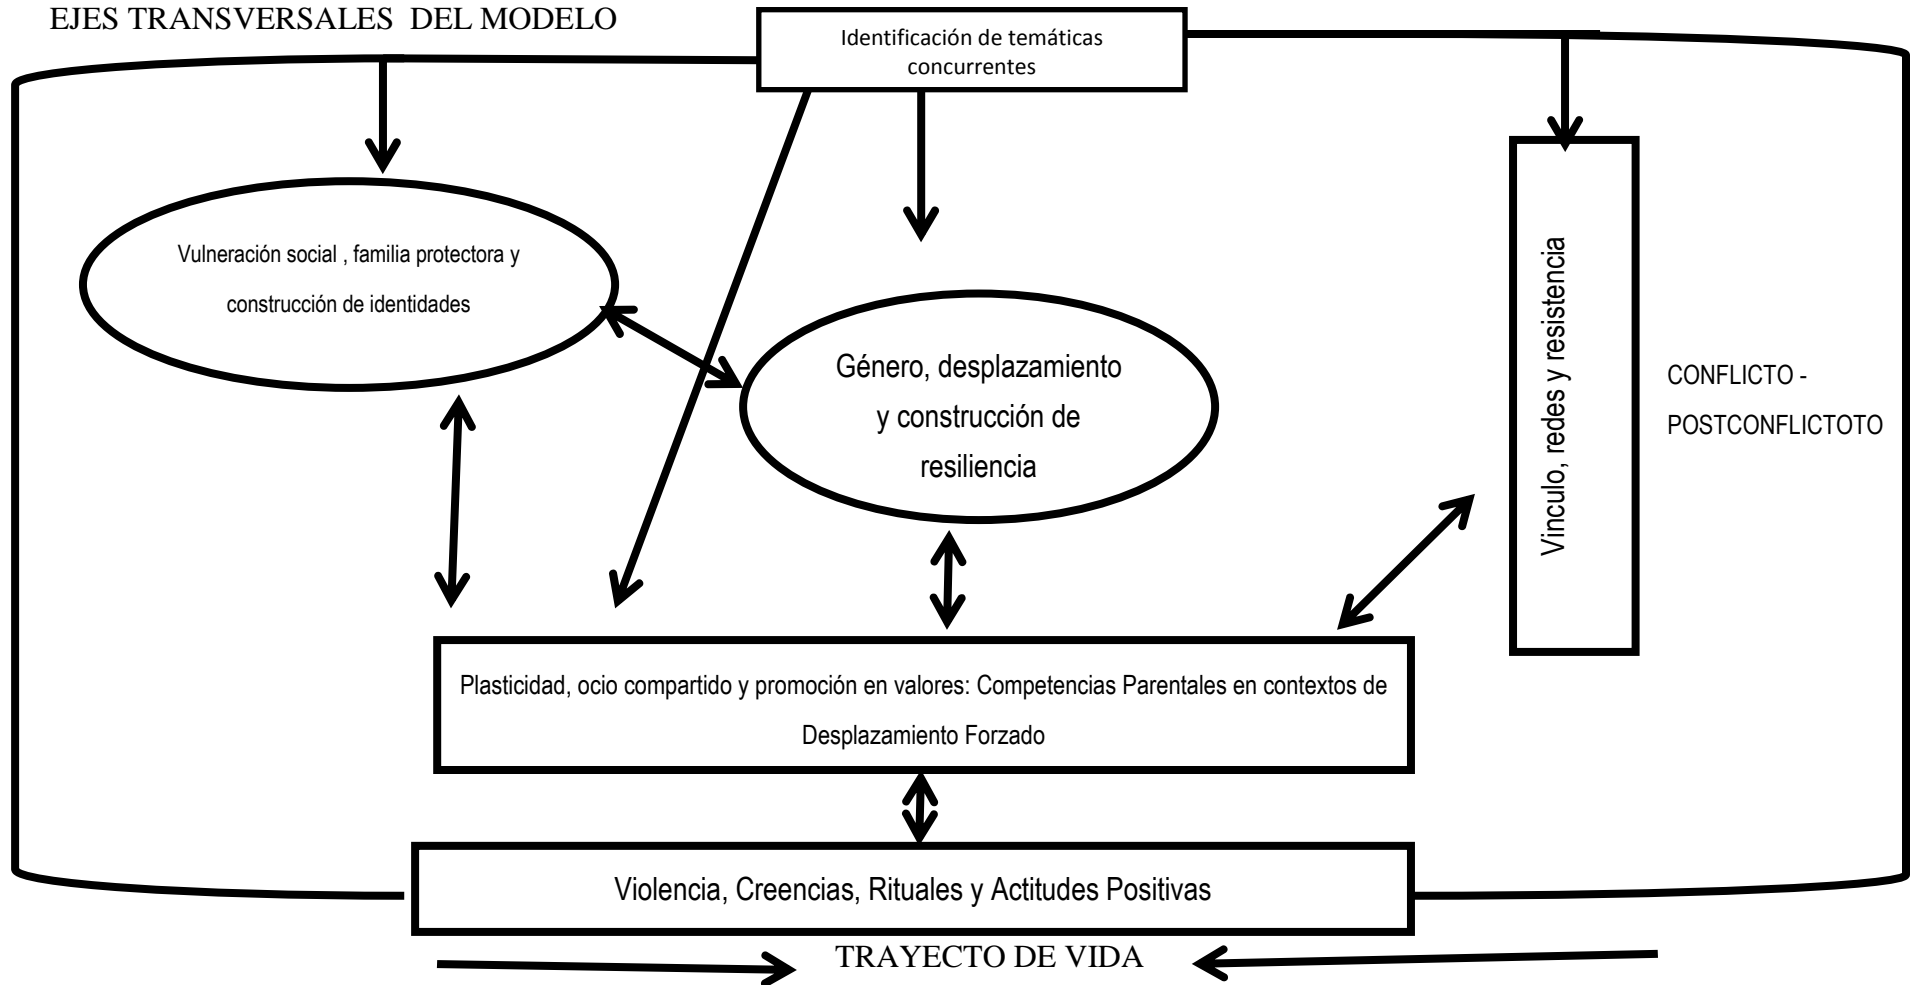 EJES TRANSVERSALES DEL MODELO
Identificación de temáticas
concurrentes
Vulneración social , familia protectora y
construcción de identidades
Género, desplazamiento
y construcción de
resiliencia
Vinculo, redes y resistencia
CONFLICTO -
POSTCONFLICTOTO
Plasticidad, ocio compartido y promoción en valores: Competencias Parentales en contextos de
Desplazamiento Forzado
Violencia, Creencias, Rituales y Actitudes Positivas
TRAYECTO DE VIDA